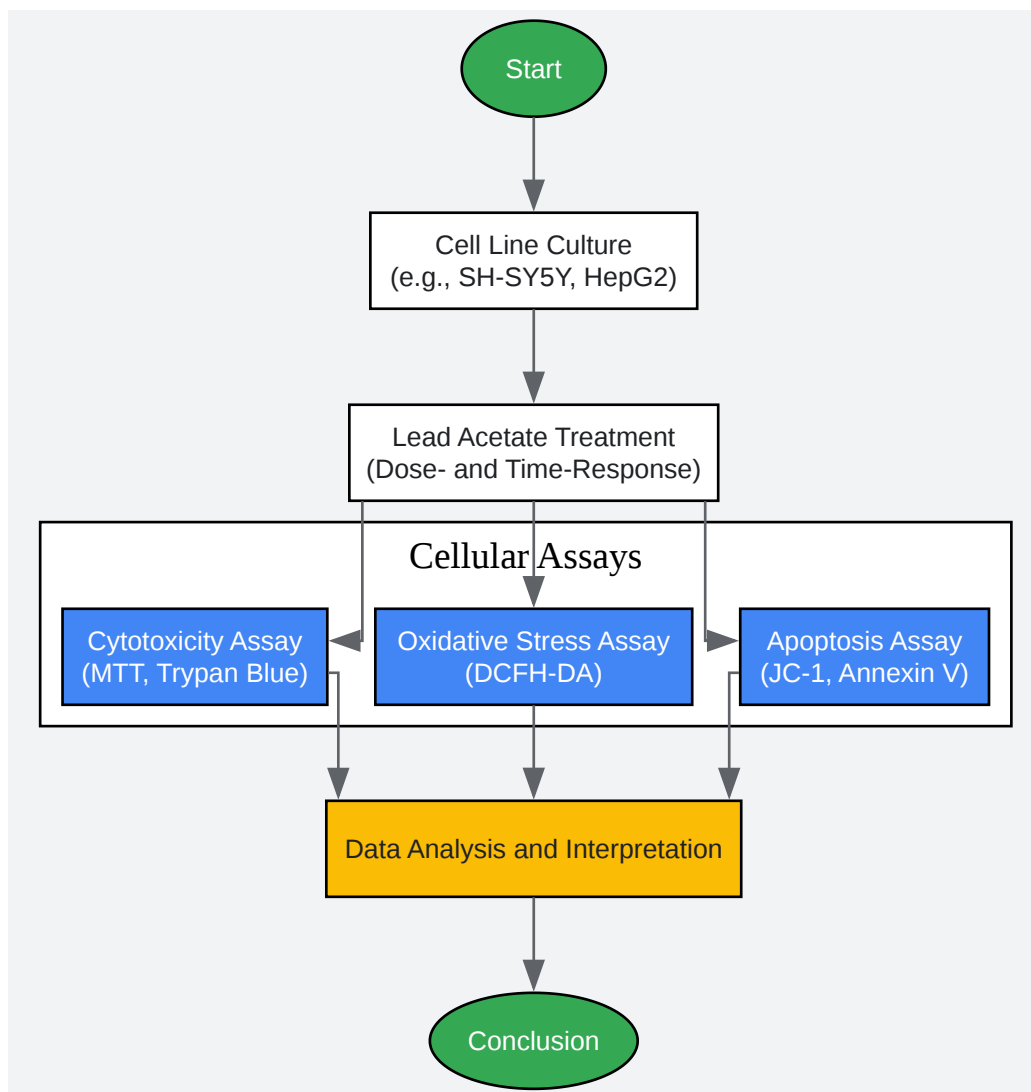 Start
Cell Line Culture
(e.g., SH-SY5Y, HepG2)
Lead Acetate Treatment
(Dose- and Time-Response)
Cellular Assays
Cytotoxicity Assay
(MTT, Trypan Blue)
Oxidative Stress Assay
(DCFH-DA)
Apoptosis Assay
(JC-1, Annexin V)
Data Analysis and Interpretation
Conclusion